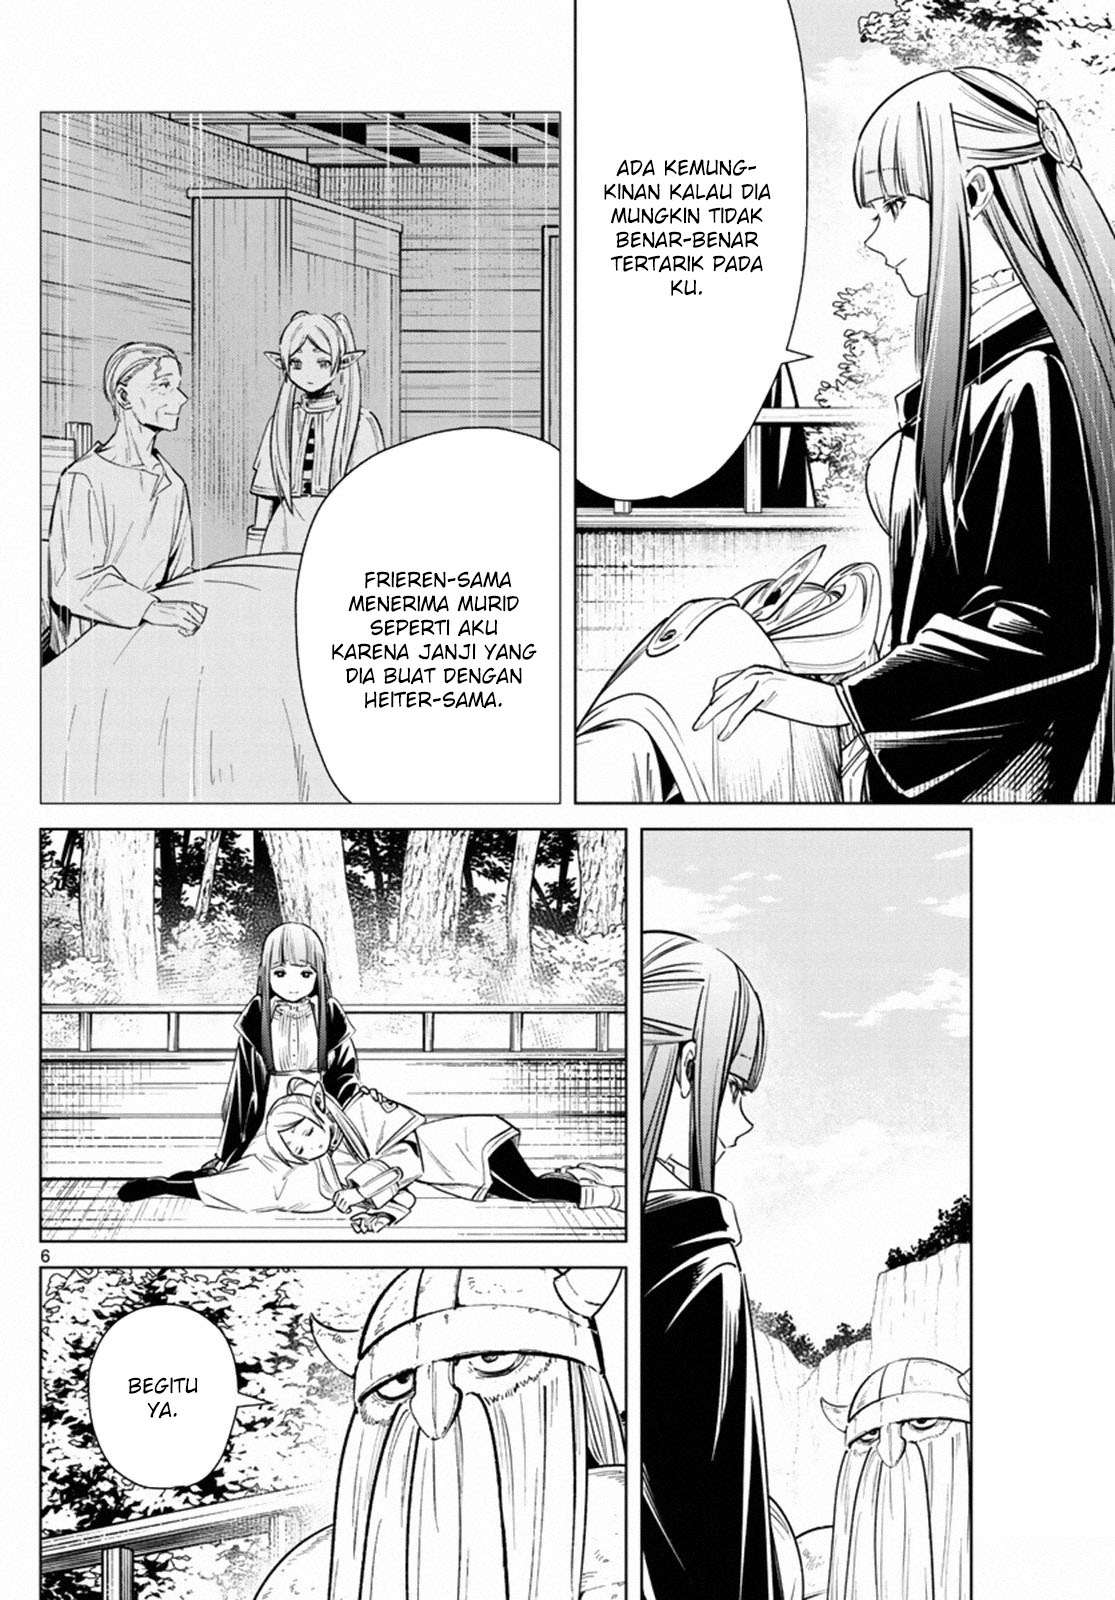 ADA KEMUNG-
KINAN KALAU DIA
MUNGKIN TIDAK
BENAR-BENAR
TERTARIK PADA
KU.
FRIEREN-SAMA
MENERIMA MURID
SEPERTI AKU
KARENA JANJI YANG
DIA BUAT DENGAN
HEITER-SAMA.
6
BEGITU
YA.